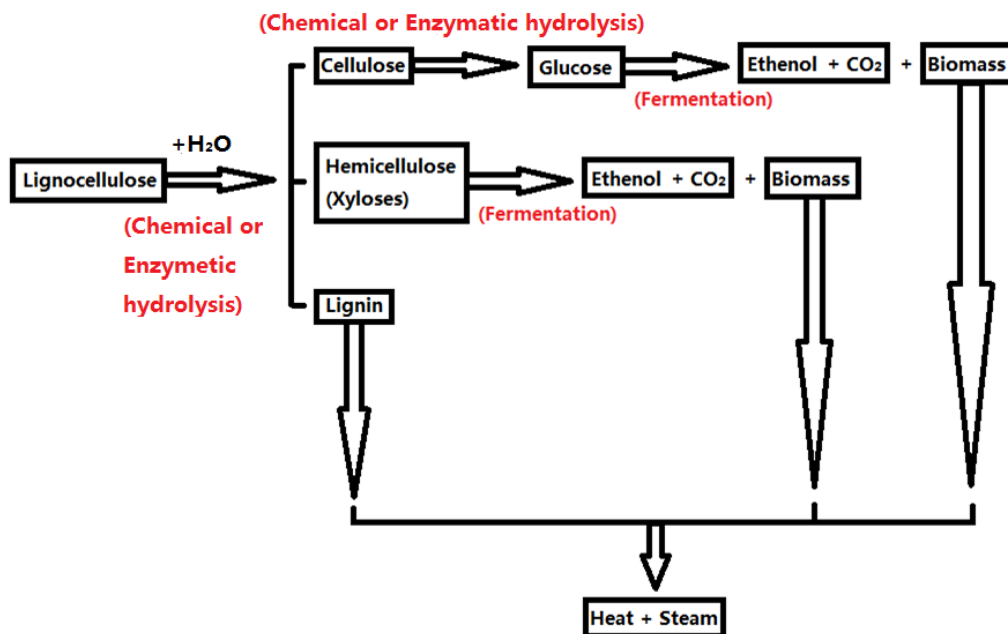 (Chemical or Enzymatic hydrolysis)
Cellulose
Glucose
Ethenol + CO₂ + Biomass
(Fermentation)
+H₂O
Lignocellulose
(Chemical or
Enzymetic
hydrolysis)
Hemicellulose
(Xyloses)
Ethenol + CO₂ + Biomass
(Fermentation)
Lignin
Heat + Steam